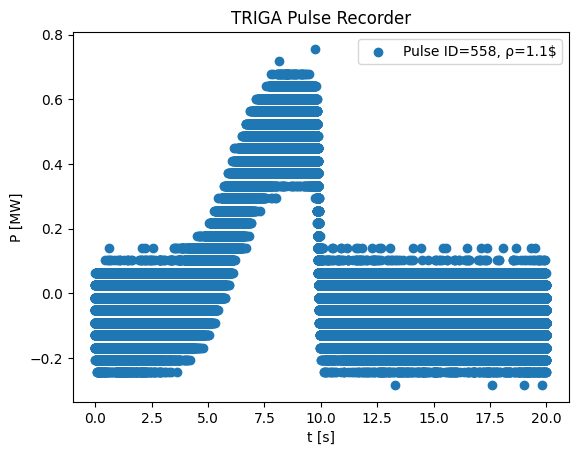 TRIGA Pulse Recorder
Pulse ID=558, ρ=1.1$
P [MW]
0.8
0.6
0.4
0.2
0.0
−0.2
0.0 2.5 5.0 7.5 10.0 12.5 15.0 17.5 20.0
t [s]